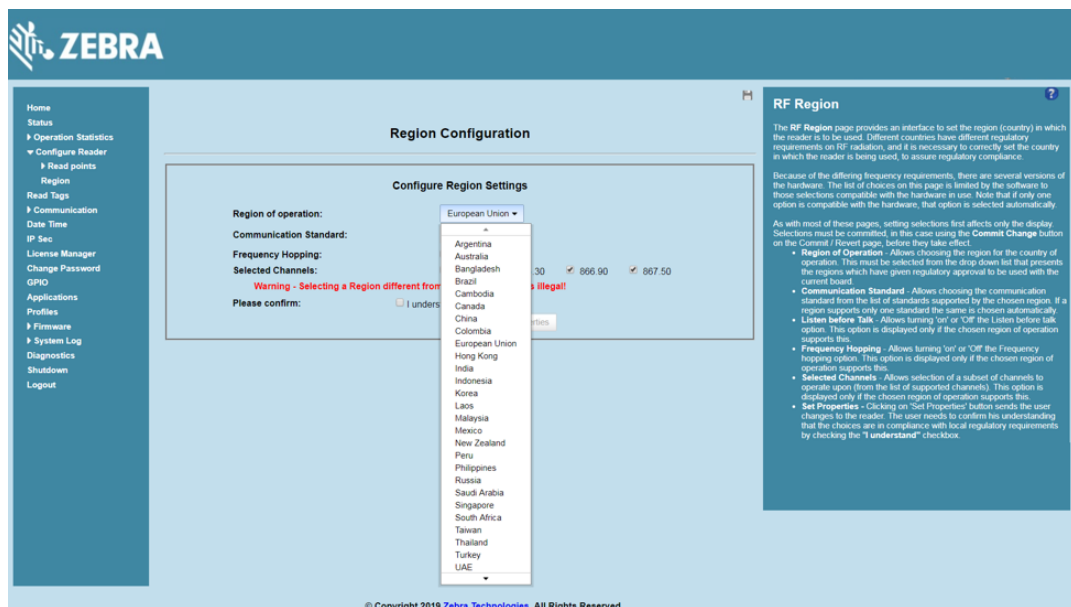 ZEBRA
Home
Status
Operation Statistics
Configure Reader
Read points
Region
Read Tags
Communication
Date Time
IP Sec
License Manager
Change Password
GPIO
Applications
Profiles
Firmware
System Log
Diagnostics
Shutdown
Logout
Region Configuration
Configure Region Settings
Region of operation:
European Union
Communication Standard:
Frequency Hopping:
Selected Channels:
.30
866.90
867.50
Warning - Selecting a Region different from
illegal!
Please confirm:
I unders
erties
Argentina
Australia
Bangladesh
Brazil
Cambodia
Canada
China
Colombia
European Union
Hong Kong
India
Indonesia
Korea
Laos
Malaysia
Mexico
New Zealand
Peru
Philippines
Russia
Saudi Arabia
Singapore
South Africa
Taiwan
Thailand
Turkey
UAE
RF Region
?
The RF Region page provides an interface to set the region (country) in which
the reader is to be used. Different countries have different regulatory
requirements on RF radiation, and it is necessary to correctly set the country
in which the reader is being used, to assure regulatory compliance.
Because of the differing frequency requirements, there are several versions of
the hardware. The list of choices on this page is limited by the software to
those selections compatible with the hardware in use. Note that if only one
option is compatible with the hardware, that option is selected automatically.
As with most of these pages, setting selections first affects only the display.
Selections must be committed, in this case using the Commit Change button
on the Commit / Revert page, before they take effect.
• Region of Operation - Allows choosing the region for the country of
operation. This must be selected from the drop down list that presents
the regions which have given regulatory approval to be used with the
current board.
• Communication Standard - Allows choosing the communication
standard from the list of standards supported by the chosen region. If a
region supports only one standard the same is chosen automatically.
• Listen before Talk - Allows turning 'on' or 'Off' the Listen before talk
option. This option is displayed only if the chosen region of operation
supports this.
• Frequency Hopping - Allows turning 'on' or 'Off' the Frequency
hopping option. This option is displayed only if the chosen region of
operation supports this.
• Selected Channels - Allows selection of a subset of channels to
operate upon (from the list of supported channels). This option is
displayed only if the chosen region of operation supports this.
• Set Properties - Clicking on 'Set Properties' button sends the user
changes to the reader. The user needs to confirm his understanding
that the choices are in compliance with local regulatory requirements
by checking the "I understand" checkbox.
© Copyright 2019 Zebra Technologies. All Rights Reserved